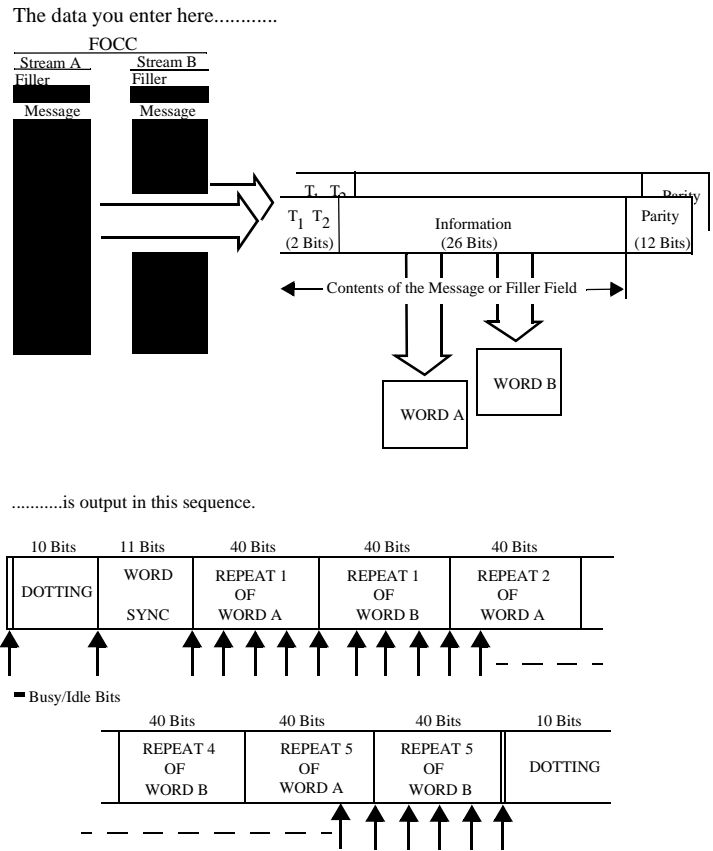 The data you enter here............
FOCC
Stream A Stream B
Filler Filler
Message Message
T1 T2 Parity
T1 T2 Information Parity
(2 Bits) (26 Bits) (12 Bits)
Contents of the Message or Filler Field
WORD B
WORD A
...........is output in this sequence.
10 Bits 11 Bits 40 Bits 40 Bits 40 Bits
DOTTING WORD SYNC REPEAT 1 OF WORD A REPEAT 1 OF WORD B REPEAT 2 OF WORD A
Busy/Idle Bits
40 Bits 40 Bits 40 Bits 10 Bits
REPEAT 4 OF WORD B REPEAT 5 OF WORD A REPEAT 5 OF WORD B DOTTING